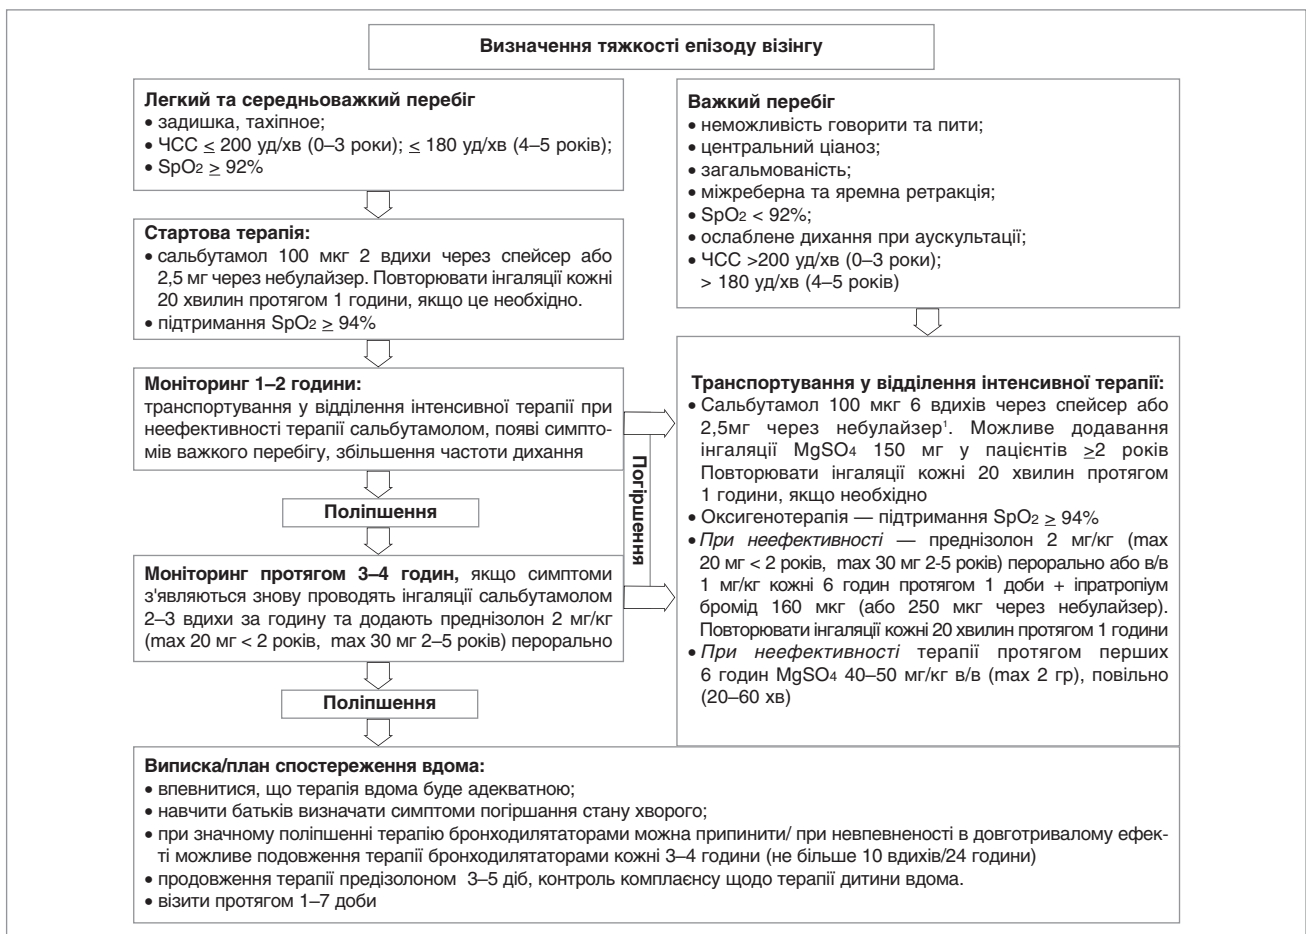 Визначення тяжкості епізоду візінгу
Легкий та середньоважкий перебіг
• задишка, тахіпное;
• ЧСС ≤ 200 уд/хв (0–3 роки); ≤ 180 уд/хв (4–5 років);
• SpO2 ≥ 92%
Стартова терапія:
• сальбутамол 100 мкг 2 вдихи через спейсер або
2,5 мг через небулайзер. Повторювати інгаляції кожні
20 хвилин протягом 1 години, якщо це необхідно.
• підтримання SpO2 ≥ 94%
Моніторинг 1–2 години:
транспортування у відділення інтенсивної терапії при
неефективності терапії сальбутамолом, появі симпто-
мів важкого перебігу, збільшення частоти дихання
Поліпшення
Моніторинг протягом 3–4 годин, якщо симптоми
з'являються знову проводять інгаляції сальбутамолом
2–3 вдихи за годину та додають преднізолон 2 мг/кг
(max 20 мг < 2 років, max 30 мг 2–5 років) перорально
Поліпшення
Погіршення
Важкий перебіг
• неможливість говорити та пити;
• центральний ціаноз;
• загальмованість;
• міжреберна та яремна ретракція;
• SpO2 < 92%;
• ослаблене дихання при аускультації;
• ЧСС >200 уд/хв (0–3 роки);
> 180 уд/хв (4–5 років)
Транспортування у відділення інтенсивної терапії:
• Сальбутамол 100 мкг 6 вдихів через спейсер або
2,5мг через небулайзер¹. Можливе додавання
інгаляції MgSO4 150 мг у пацієнтів ≥2 років
Повторювати інгаляції кожні 20 хвилин протягом
1 години, якщо необхідно
• Оксигенотерапія — підтримання SpO2 ≥ 94%
• При неефективності — преднізолон 2 мг/кг (max
20 мг < 2 років, max 30 мг 2-5 років) перорально або в/в
1 мг/кг кожні 6 годин протягом 1 доби + іпратропіум
бромід 160 мкг (або 250 мкг через небулайзер).
Повторювати інгаляції кожні 20 хвилин протягом 1 години
• При неефективності терапії протягом перших
6 годин MgSO4 40–50 мг/кг в/в (max 2 гр), повільно
(20–60 хв)
Виписка/план спостереження вдома:
• впевнитися, що терапія вдома буде адекватною;
• навчити батьків визначати симптоми погіршання стану хворого;
• при значному поліпшенні терапію бронходилятаторами можна припинити/ при невпевненості в довготривалому ефек-
ті можливе подовження терапії бронходилятаторами кожні 3–4 години (не більше 10 вдихів/24 години)
• продовження терапії предізолоном 3–5 діб, контроль комплаєнсу щодо терапії дитини вдома.
• візити протягом 1–7 доби